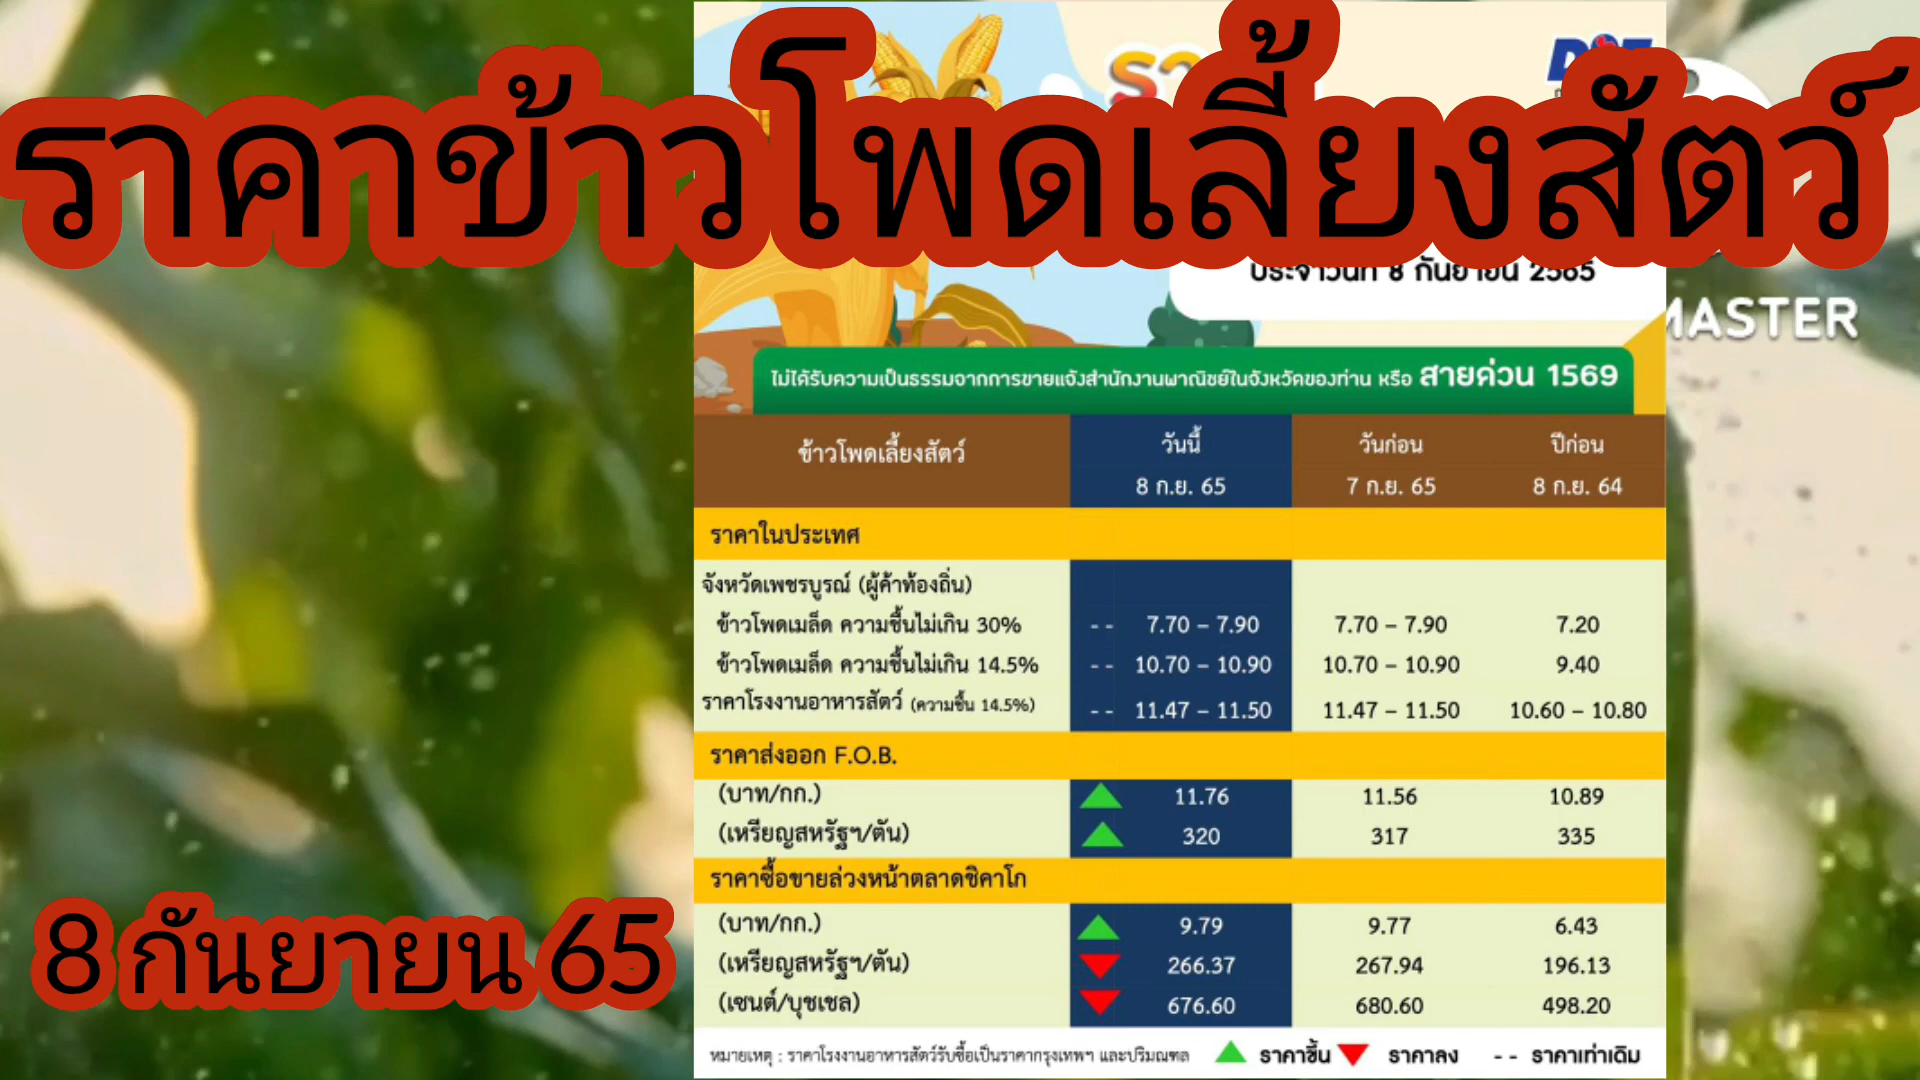 ราคาข้าวโพดเลี้ยงสัตว์
ประจำวันที่ 8 กันยายน 2565
MASTER
ไม่ได้รับความเป็นธรรมจากการขายแจ้งสำนักงานพาณิชย์ในจังหวัดของท่าน หรือ สายด่วน 1569
ข้าวโพดเลี้ยงสัตว์ วันนี้ วันก่อน ปีก่อน
8 ก.ย. 65 7 ก.ย. 65 8 ก.ย. 64
ราคาในประเทศ
จังหวัดเพชรบูรณ์ (ผู้ค้าท้องถิ่น)
ข้าวโพดเมล็ด ความชื้นไม่เกิน 30% - - 7.70 – 7.90 7.70 – 7.90 7.20
ข้าวโพดเมล็ด ความชื้นไม่เกิน 14.5% - - 10.70 – 10.90 10.70 – 10.90 9.40
ราคาโรงงานอาหารสัตว์ (ความชื้น 14.5%) - - 11.47 – 11.50 11.47 – 11.50 10.60 – 10.80
ราคาส่งออก F.O.B.
(บาท/กก.) 11.76 11.56 10.89
(เหรียญสหรัฐฯ/ตัน) 320 317 335
ราคาซื้อขายล่วงหน้าตลาดชิคาโก
(บาท/กก.) 9.79 9.77 6.43
(เหรียญสหรัฐฯ/ตัน) 266.37 267.94 196.13
(เซนต์/บุชเชล) 676.60 680.60 498.20
หมายเหตุ : ราคาโรงงานอาหารสัตว์รับซื้อเป็นราคากรุงเทพฯ และปริมณฑล ราคาขึ้น ราคาลง - - ราคาเท่าเดิม
8 กันยายน 65